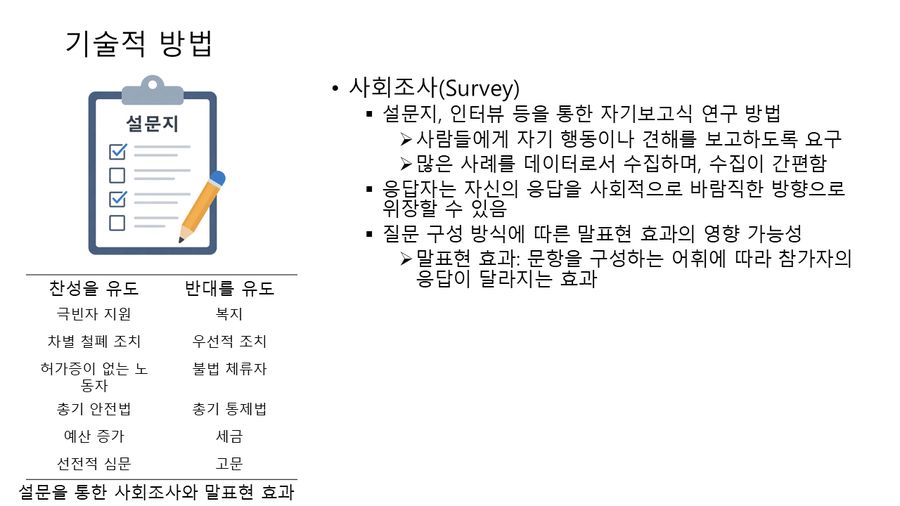 기술적 방법
설문지
찬성을 유도 반대를 유도
극빈자 지원 복지
차별 철폐 조치 우선적 조치
허가증이 없는 노 불법 체류자
동자
총기 안전법 총기 통제법
예산 증가 세금
선전적 심문 고문
설문을 통한 사회조사와 말표현 효과
• 사회조사(Survey)
▪ 설문지, 인터뷰 등을 통한 자기보고식 연구 방법
➢ 사람들에게 자기 행동이나 견해를 보고하도록 요구
➢ 많은 사례를 데이터로서 수집하며, 수집이 간편함
▪ 응답자는 자신의 응답을 사회적으로 바람직한 방향으로
위장할 수 있음
▪ 질문 구성 방식에 따른 말표현 효과의 영향 가능성
➢ 말표현 효과: 문항을 구성하는 어휘에 따라 참가자의
응답이 달라지는 효과